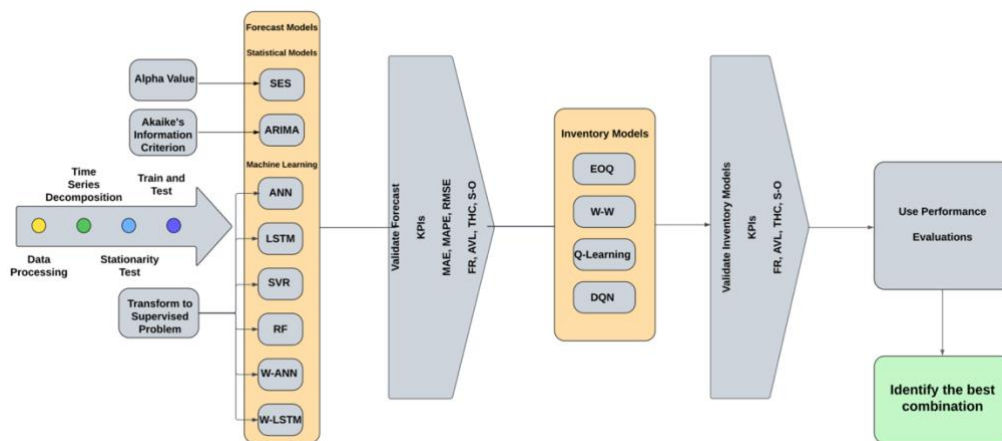 Forecast Models
Statistical Models
Alpha Value
SES
Akaike's
Information
Criterion
ARIMA
Machine Learning
Time
Series
Decomposition
Train and
Test
Data
Processing
Stationarity
Test
Transform to
Supervised
Problem
ANN
LSTM
SVR
RF
W-ANN
W-LSTM
Validate Forecast
KPIs
MAE, MAPE, RMSE
FR, AVL, THC, S-O
Inventory Models
EOQ
W-W
Q-Learning
DQN
Validate Inventory Models
KPIs
FR, AVL, THC, S-O
Use Performance
Evaluations
Identify the best
combination